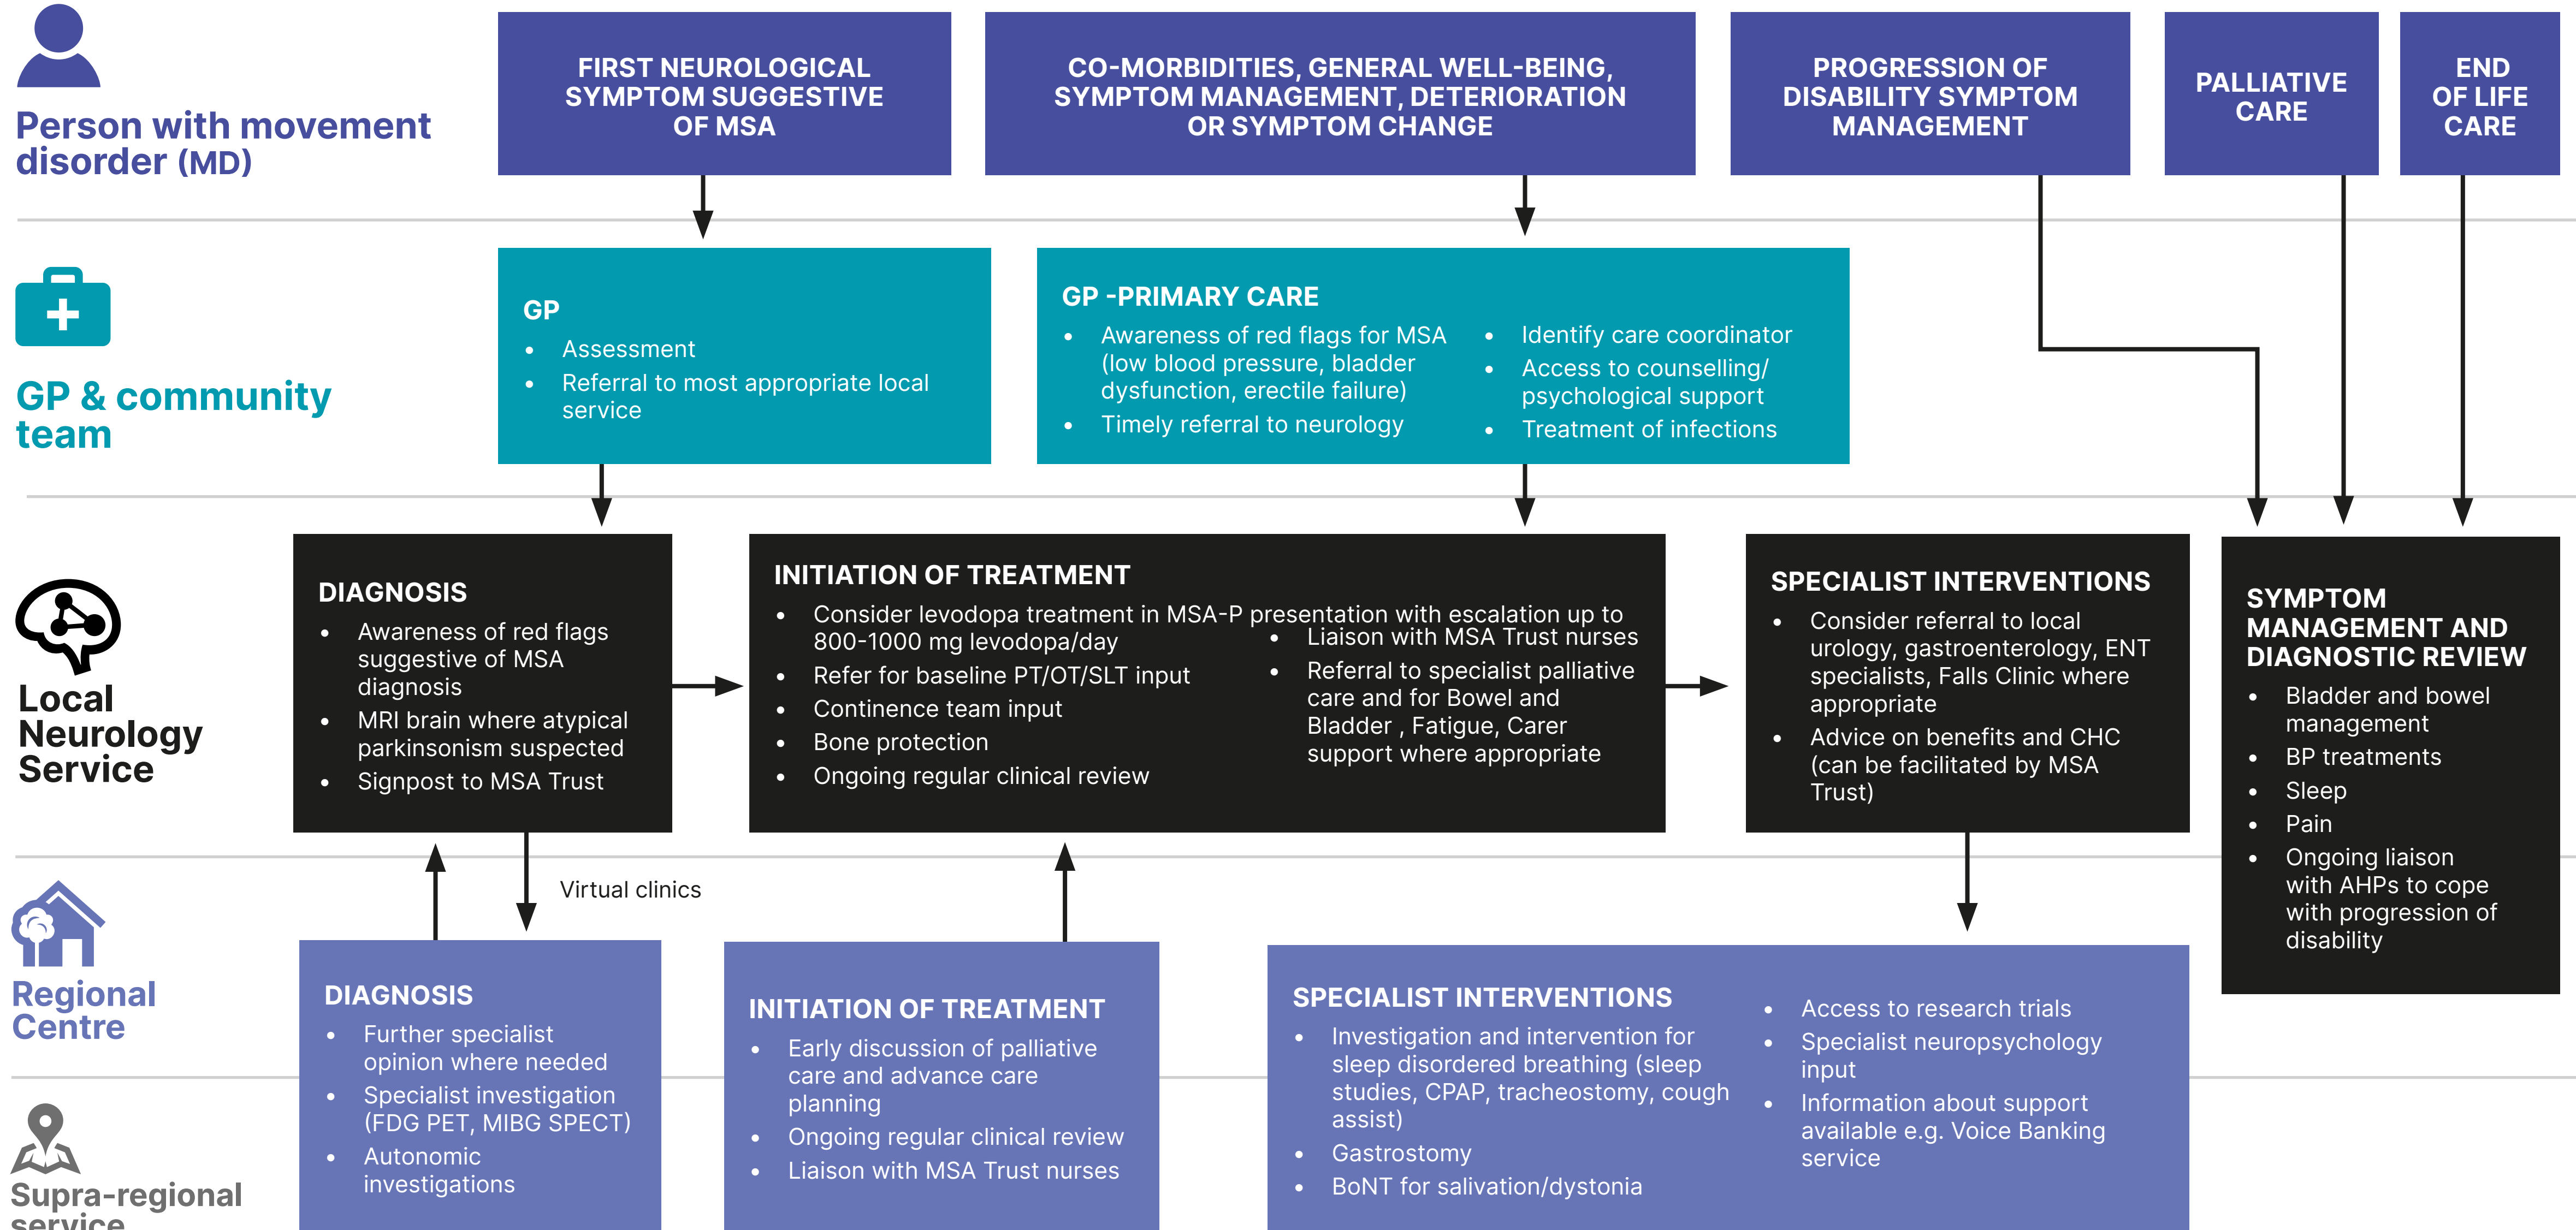 Person with movement
disorder (MD)
FIRST NEUROLOGICAL
SYMPTOM SUGGESTIVE
OF MSA
CO-MORBIDITIES, GENERAL WELL-BEING,
SYMPTOM MANAGEMENT, DETERIORATION
OR SYMPTOM CHANGE
PROGRESSION OF
DISABILITY SYMPTOM
MANAGEMENT
PALLIATIVE
CARE
END
OF LIFE
CARE
GP & community
team
GP
• Assessment
• Referral to most appropriate local
service
GP -PRIMARY CARE
• Awareness of red flags for MSA
(low blood pressure, bladder
dysfunction, erectile failure)
• Timely referral to neurology
• Identify care coordinator
• Access to counselling/
psychological support
• Treatment of infections
Local
Neurology
Service
DIAGNOSIS
• Awareness of red flags
suggestive of MSA
diagnosis
• MRI brain where atypical
parkinsonism suspected
• Signpost to MSA Trust
INITIATION OF TREATMENT
• Consider levodopa treatment in MSA-P presentation with escalation up to
800-1000 mg levodopa/day
• Refer for baseline PT/OT/SLT input
• Continence team input
• Bone protection
• Ongoing regular clinical review
• Liaison with MSA Trust nurses
• Referral to specialist palliative
care and for Bowel and
Bladder , Fatigue, Carer
support where appropriate
SPECIALIST INTERVENTIONS
• Consider referral to local
urology, gastroenterology, ENT
specialists, Falls Clinic where
appropriate
• Advice on benefits and CHC
(can be facilitated by MSA
Trust)
SYMPTOM
MANAGEMENT AND
DIAGNOSTIC REVIEW
• Bladder and bowel
management
• BP treatments
• Sleep
• Pain
• Ongoing liaison
with AHPs to cope
with progression of
disability
Virtual clinics
Regional
Centre
Supra-regional
service
DIAGNOSIS
• Further specialist
opinion where needed
• Specialist investigation
(FDG PET, MIBG SPECT)
• Autonomic
investigations
INITIATION OF TREATMENT
• Early discussion of palliative
care and advance care
planning
• Ongoing regular clinical review
• Liaison with MSA Trust nurses
SPECIALIST INTERVENTIONS
• Investigation and intervention for
sleep disordered breathing (sleep
studies, CPAP, tracheostomy, cough
assist)
• Gastrostomy
• BoNT for salivation/dystonia
• Access to research trials
• Specialist neuropsychology
input
• Information about support
available e.g. Voice Banking
service